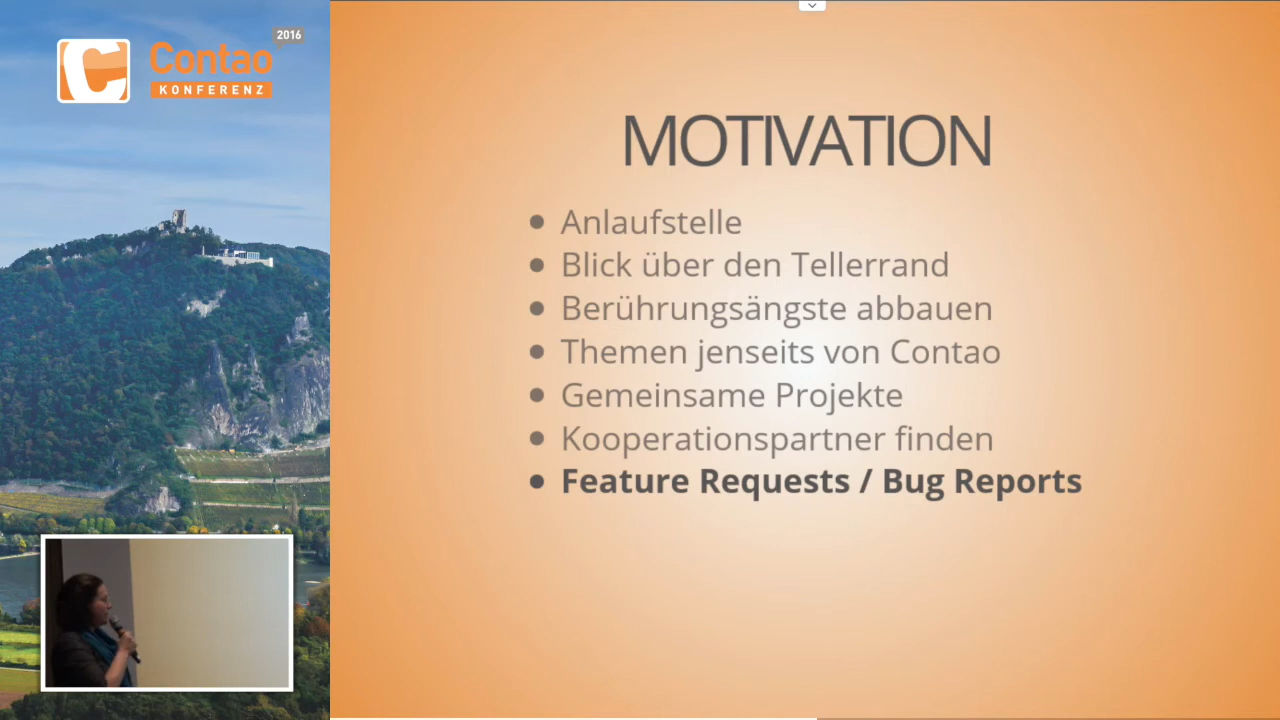 2016
Contao
KONFERENZ
MOTIVATION
Anlaufstelle
Blick über den Tellerrand
Berührungsängste abbauen
Themen jenseits von Contao
Gemeinsame Projekte
Kooperationspartner finden
Feature Requests / Bug Reports